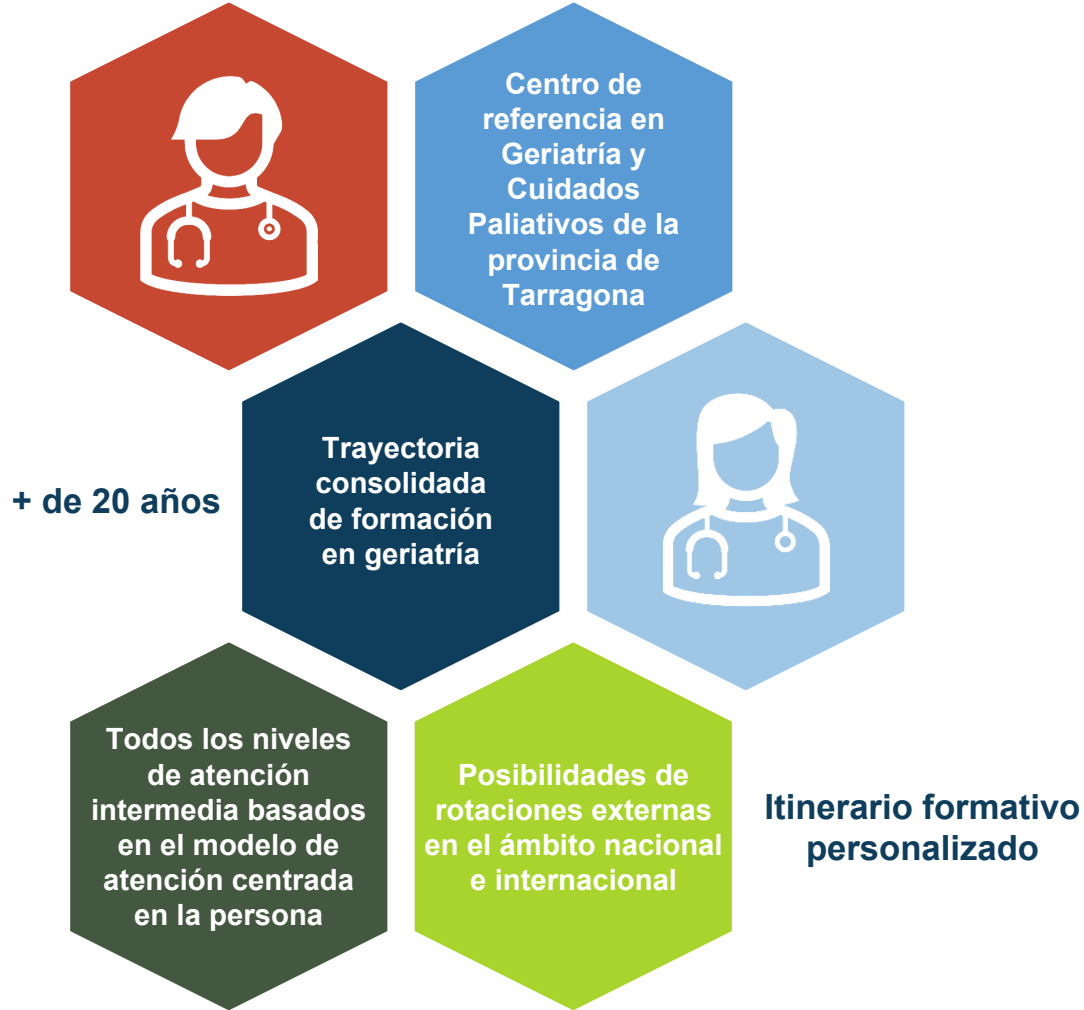 Centro de
referencia en
Geriatría y
Cuidados
Paliativos de la
provincia de
Tarragona
+ de 20 años
Trayectoria
consolidada
de formación
en geriatría
Todos los niveles
de atención
intermedia basados
en el modelo de
atención centrada
en la persona
Posibilidades de
rotaciones externas
en el ámbito nacional
e internacional
Itinerario formativo
personalizado